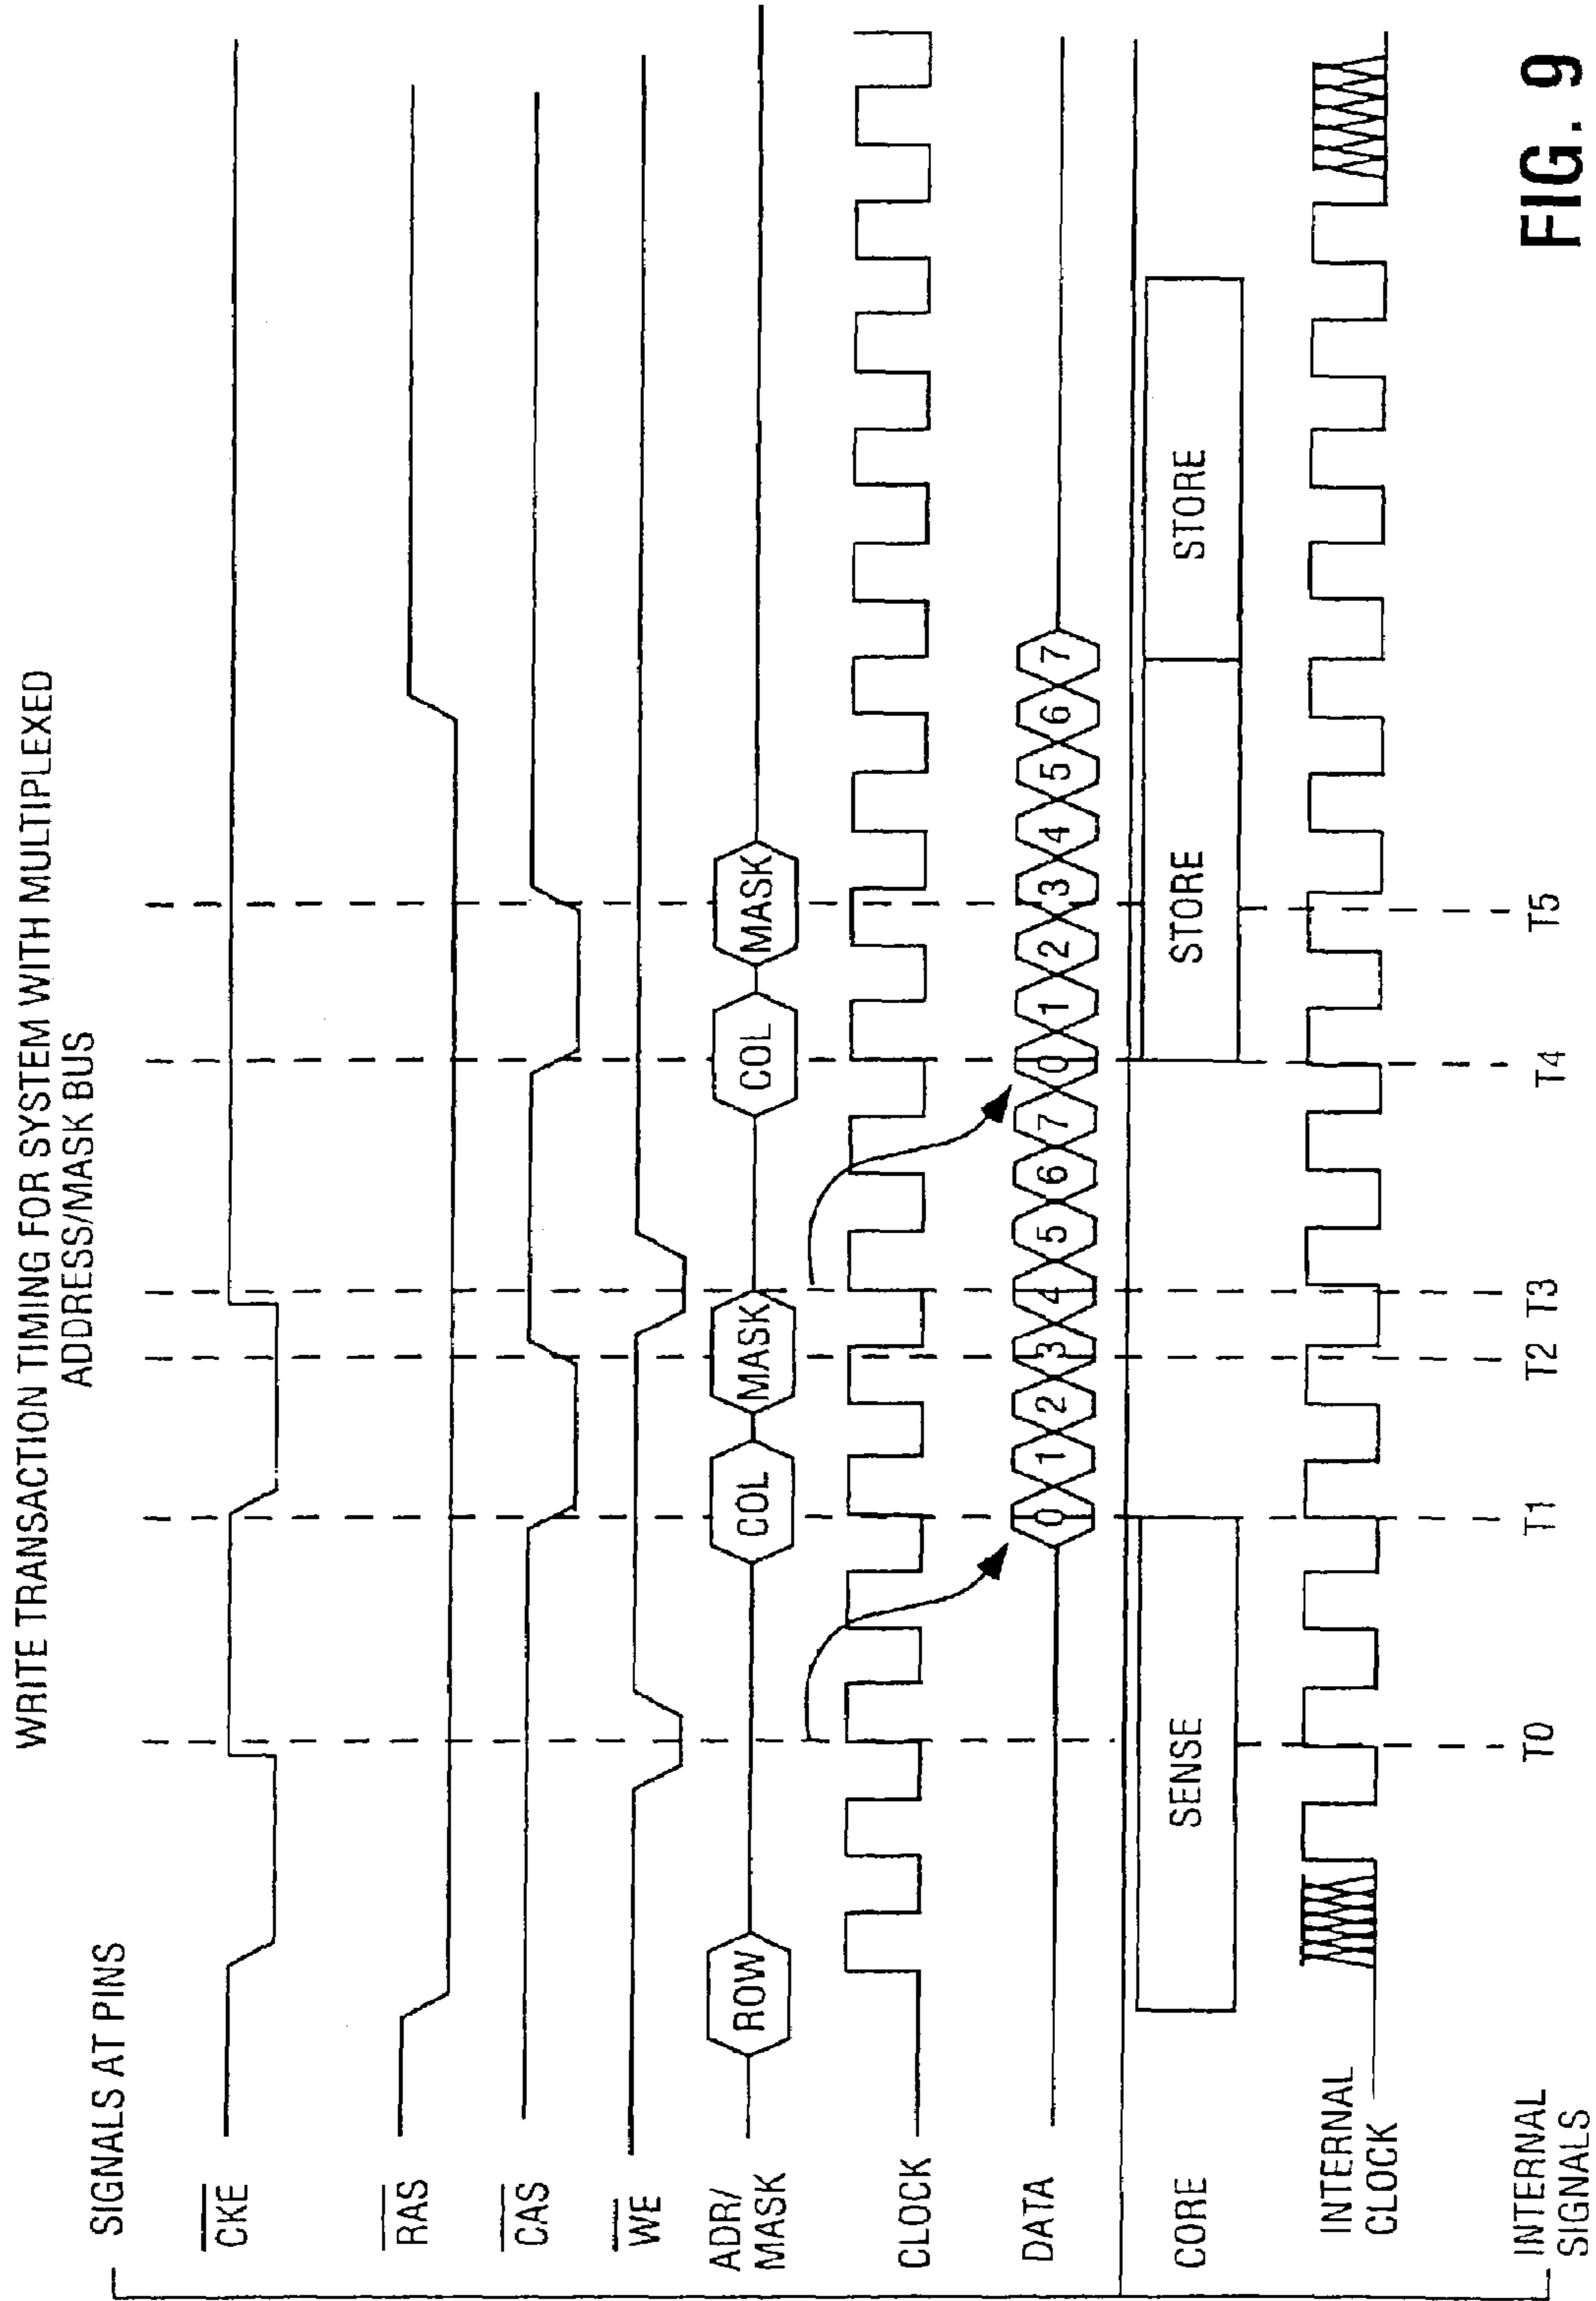 WRITE TRANSACTION TIMING FOR SYSTEM WITH MULTIPLEXED
ADDRESS/MASK BUS
SIGNALS AT PINS
CKE
RAS
CAS
WE
ADR/
MASK
ROW
COL
MASK
COL
MASK
CLOCK
DATA
0 1 2 3 4 5 6 7 0 1 2 3 4 5 6 7
CORE
SENSE
STORE
STORE
INTERNAL
CLOCK
INTERNAL
SIGNALS
T0 T1 T2 T3 T4 T5
FIG. 9